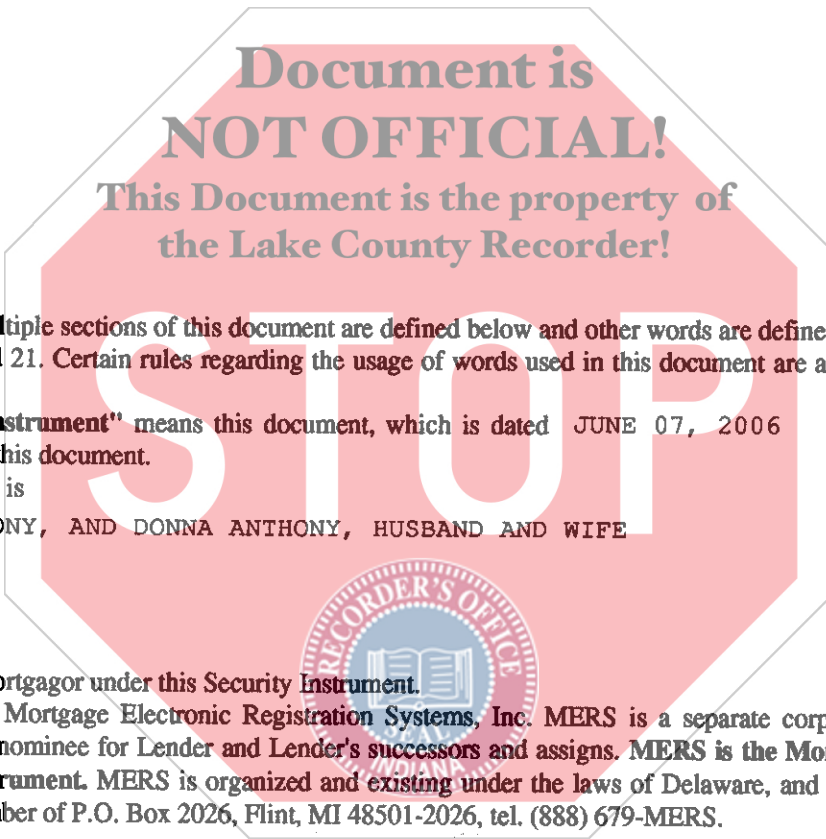 Document is
NOT OFFICIAL!
This Document is the property of
the Lake County Recorder!
ltiple sections of this document are defined below and other words are define
21. Certain rules regarding the usage of words used in this document are a
STOP
strument" means this document, which is dated JUNE 07, 2006
his document.
is
ONY, AND DONNA ANTHONY, HUSBAND AND WIFE
RECORDER'S OFFICE
SEAL
INDIANA
ortgagor under this Security Instrument.
Mortgage Electronic Registration Systems, Inc. MERS is a separate corp
nominee for Lender and Lender's successors and assigns. MERS is the Mo
rument. MERS is organized and existing under the laws of Delaware, and
ber of P.O. Box 2026, Flint, MI 48501-2026, tel. (888) 679-MERS.